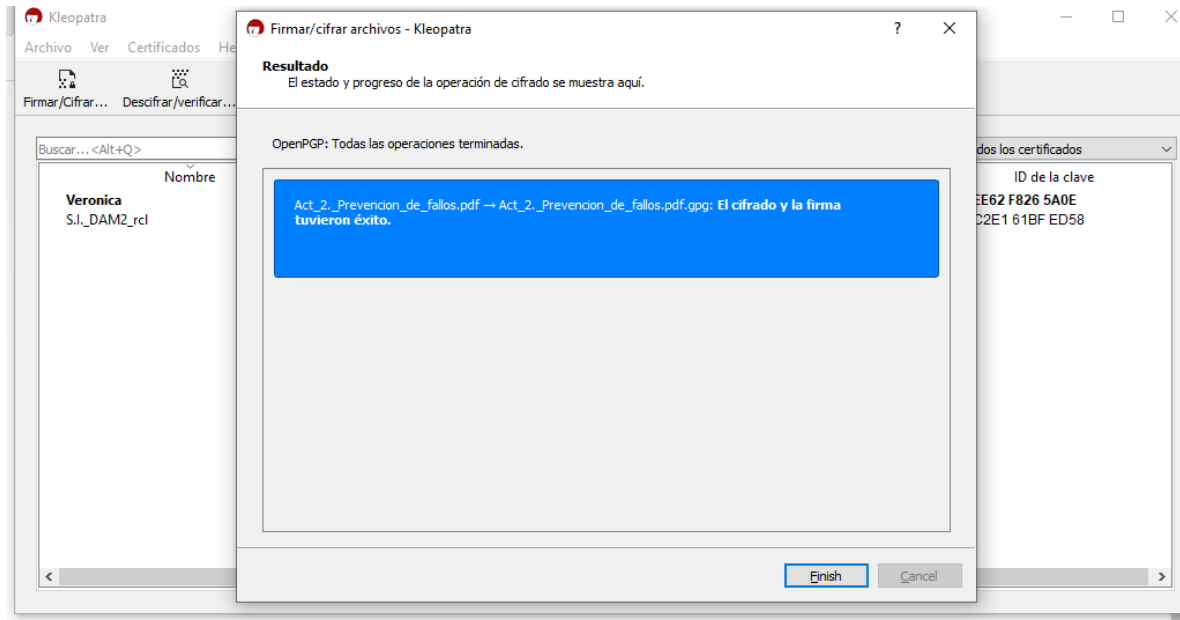 Kleopatra
Archivo Ver Certificados He
Firmar/Cifrar... Descifrar/verificar...
Buscar...<Alt+Q>
dos los certificados
Nombre
ID de la clave
Veronica
EE62 F826 5A0E
S.I._DAM2_rcl
C2E1 61BF ED58
Firmar/cifrar archivos - Kleopatra
?
Resultado
El estado y progreso de la operación de cifrado se muestra aquí.
OpenPGP: Todas las operaciones terminadas.
Act_2._Prevencion_de_fallos.pdf → Act_2._Prevencion_de_fallos.pdf.gpg: El cifrado y la firma
tuvieron éxito.
Finish
Cancel